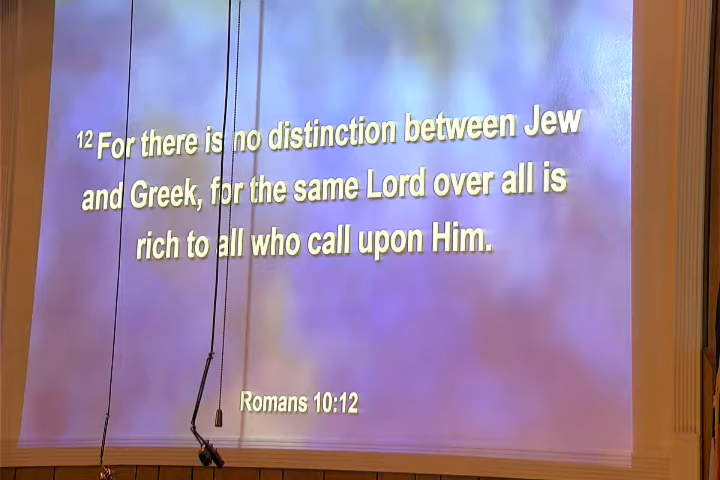 12 For there is no distinction between Jew
and Greek, for the same Lord over all is
rich to all who call upon Him.
Romans 10:12